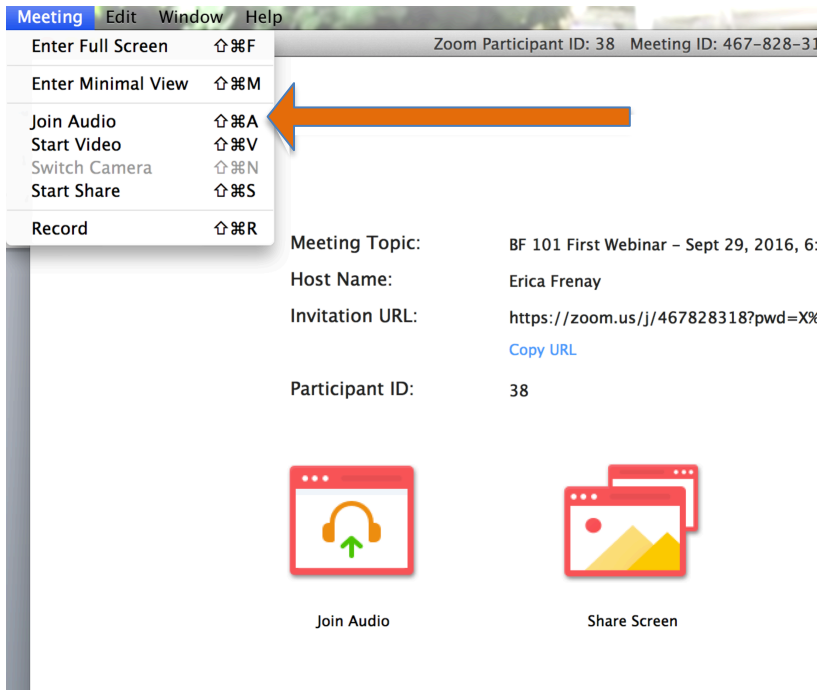 Meeting Edit Window Help
Enter Full Screen ⇧⌘F
Zoom Participant ID: 38 Meeting ID: 467-828-31
Enter Minimal View ⇧⌘M
Join Audio ⇧⌘A
Start Video ⇧⌘V
Switch Camera ⇧⌘N
Start Share ⇧⌘S
Record ⇧⌘R
Meeting Topic: BF 101 First Webinar – Sept 29, 2016, 6:
Host Name: Erica Frenay
Invitation URL: https://zoom.us/j/467828318?pwd=X%
Copy URL
Participant ID: 38
Join Audio Share Screen